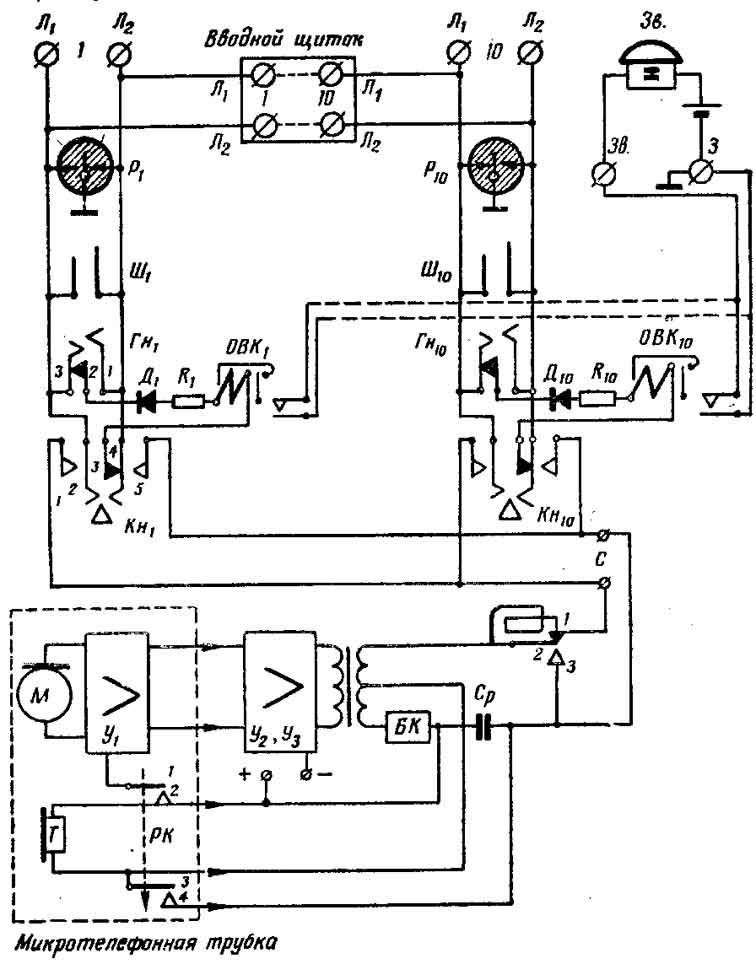 Л₁ 1 Л₂ Вводной щиток Л₁ 10 Л₂ Зв.
Л₁ 1 10 Л₁
Л₂ Л₂
Зв. З
Р₁ Р₁₀
Ш₁ Ш₁₀
Гн₁ ОВК₁ Гн₁₀ ОВК₁₀
3 2 1 Д₁ R₁ Д₁₀ R₁₀
1 2 3 4 5
Кн₁ Кн₁₀
С
1
2 3
М У₁ У₂, У₃ БК Ср
+ −
1
2
Т РК
3
4
Микротелефонная трубка